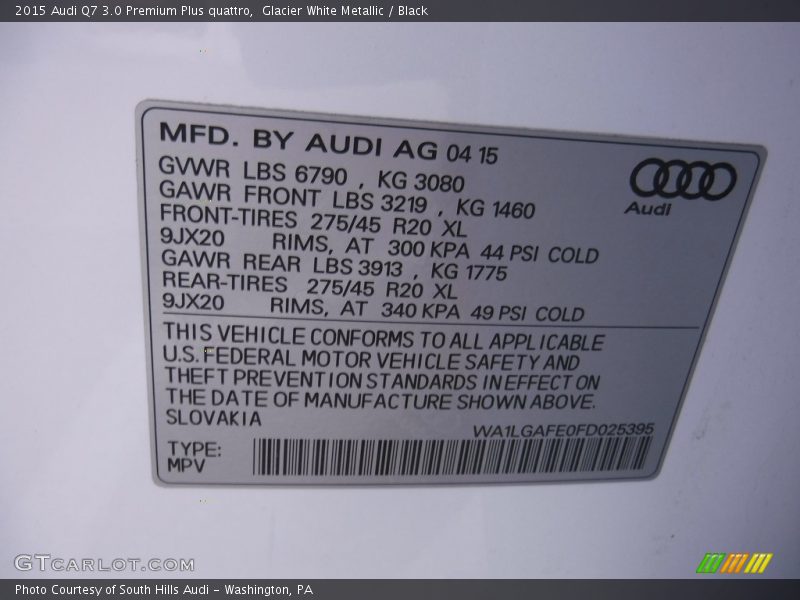 2015 Audi Q7 3.0 Premium Plus quattro,  Glacier White Metallic / Black
MFD. BY AUDI AG 04 15
GVWR LBS 6790 , KG 3080
GAWR FRONT LBS 3219 , KG 1460
FRONT-TIRES 275/45 R20 XL
9JX20 RIMS, AT 300 KPA 44 PSI COLD
GAWR REAR LBS 3913 , KG 1775
REAR-TIRES 275/45 R20 XL
9JX20 RIMS, AT 340 KPA 49 PSI COLD
Audi
THIS VEHICLE CONFORMS TO ALL APPLICABLE
U.S. FEDERAL MOTOR VEHICLE SAFETY AND
THEFT PREVENTION STANDARDS IN EFFECT ON
THE DATE OF MANUFACTURE SHOWN ABOVE.
SLOVAKIA
WA1LGAFE0FD025395
TYPE:
MPV
GTCARLOT.COM
Photo Courtesy of South Hills Audi - Washington, PA